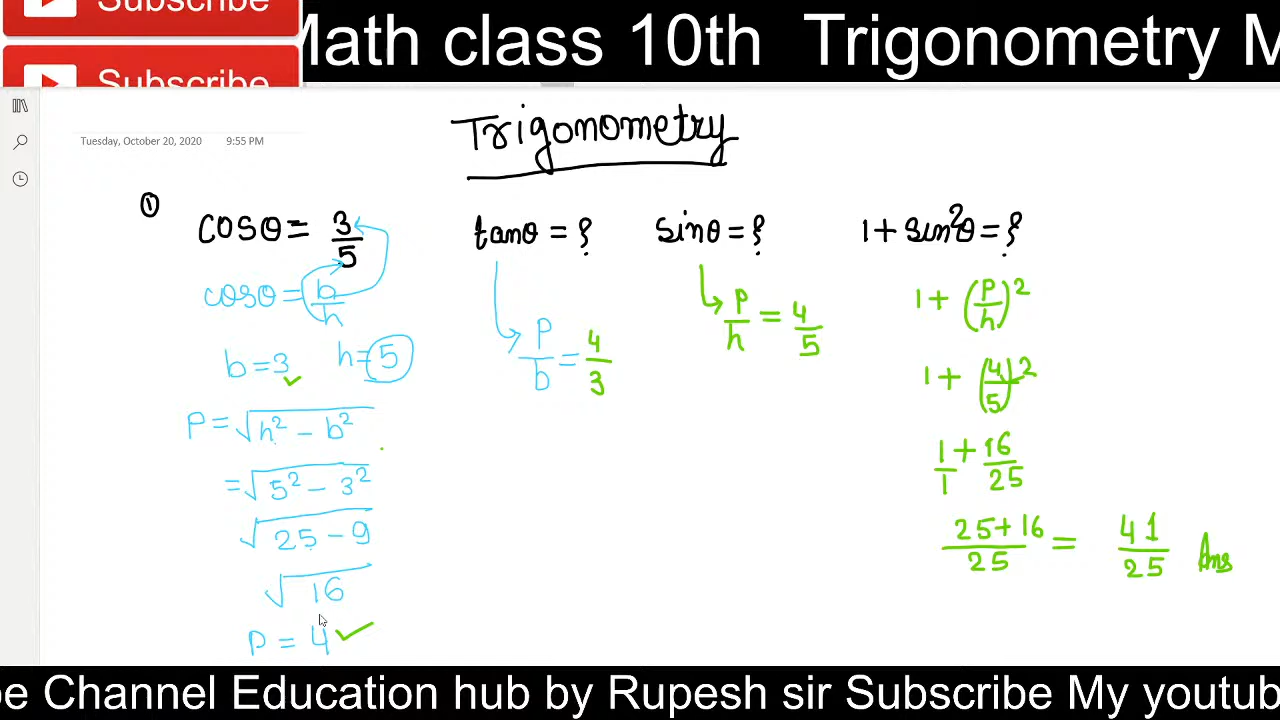 Subscribe
Subscribe
Math class 10th Trigonometry M
Tuesday, October 20, 2020 9:55 PM
Trigonometry
① cosθ = 3/5 tanθ = ? sinθ = ? 1 + sin²θ = ?
cosθ = b/h
b = 3 h = 5
P = √h² - b²
= √5² - 3²
√25 - 9
√16
P = 4
P/b = 4/3
P/h = 4/5
1 + (P/h)²
1 + (4/5)²
1/1 + 16/25
25+16/25 = 41/25 Ans
be Channel Education hub by Rupesh sir Subscribe My youtub